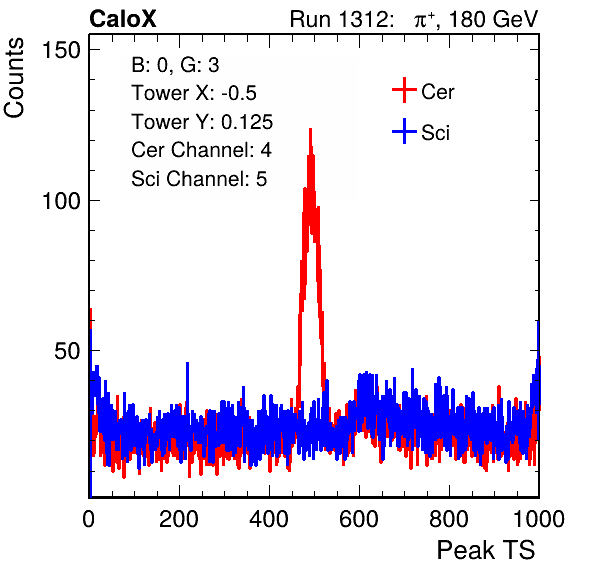 CaloX Run 1312: π+, 180 GeV
B: 0, G: 3
Tower X: -0.5
Tower Y: 0.125
Cer Channel: 4
Sci Channel: 5
Cer
Sci
Counts
150
100
50
0 200 400 600 800 1000
Peak TS